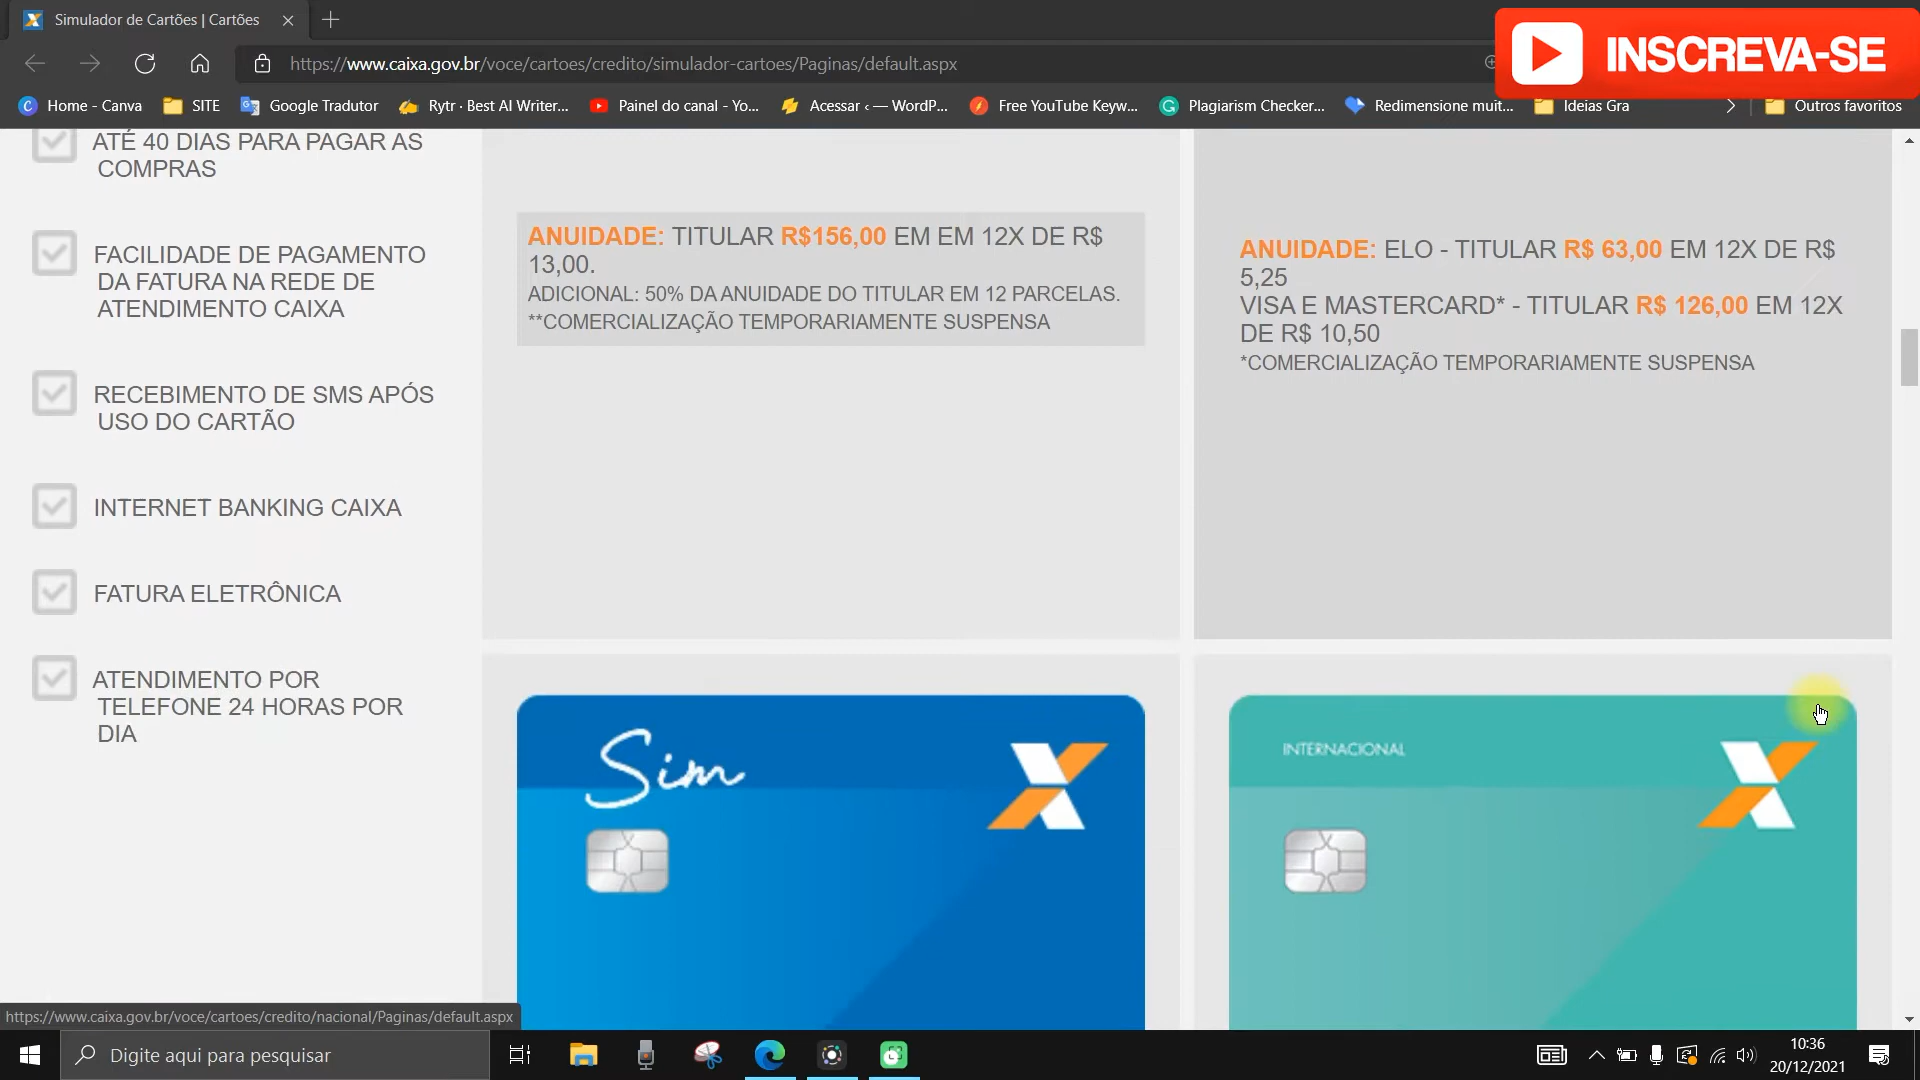 Simulador de Cartões | Cartões
INSCREVA-SE
https://www.caixa.gov.br/voce/cartoes/credito/simulador-cartoes/Paginas/default.aspx
Home - Canva
SITE
Google Tradutor
Rytr · Best AI Writer...
Painel do canal - Yo...
Acessar ‹ — WordP...
Free YouTube Keyw...
Plagiarism Checker...
Redimensione muit...
Ideias Gra
Outros favoritos
ATÉ 40 DIAS PARA PAGAR AS
COMPRAS
FACILIDADE DE PAGAMENTO
DA FATURA NA REDE DE
ATENDIMENTO CAIXA
RECEBIMENTO DE SMS APÓS
USO DO CARTÃO
INTERNET BANKING CAIXA
FATURA ELETRÔNICA
ATENDIMENTO POR
TELEFONE 24 HORAS POR
DIA
ANUIDADE: TITULAR R$156,00 EM EM 12X DE R$
13,00.
ADICIONAL: 50% DA ANUIDADE DO TITULAR EM 12 PARCELAS.
**COMERCIALIZAÇÃO TEMPORARIAMENTE SUSPENSA
ANUIDADE: ELO - TITULAR R$ 63,00 EM 12X DE R$
5,25
VISA E MASTERCARD* - TITULAR R$ 126,00 EM 12X
DE R$ 10,50
*COMERCIALIZAÇÃO TEMPORARIAMENTE SUSPENSA
Sim
INTERNACIONAL
https://www.caixa.gov.br/voce/cartoes/credito/nacional/Paginas/default.aspx
Digite aqui para pesquisar
10:36
20/12/2021